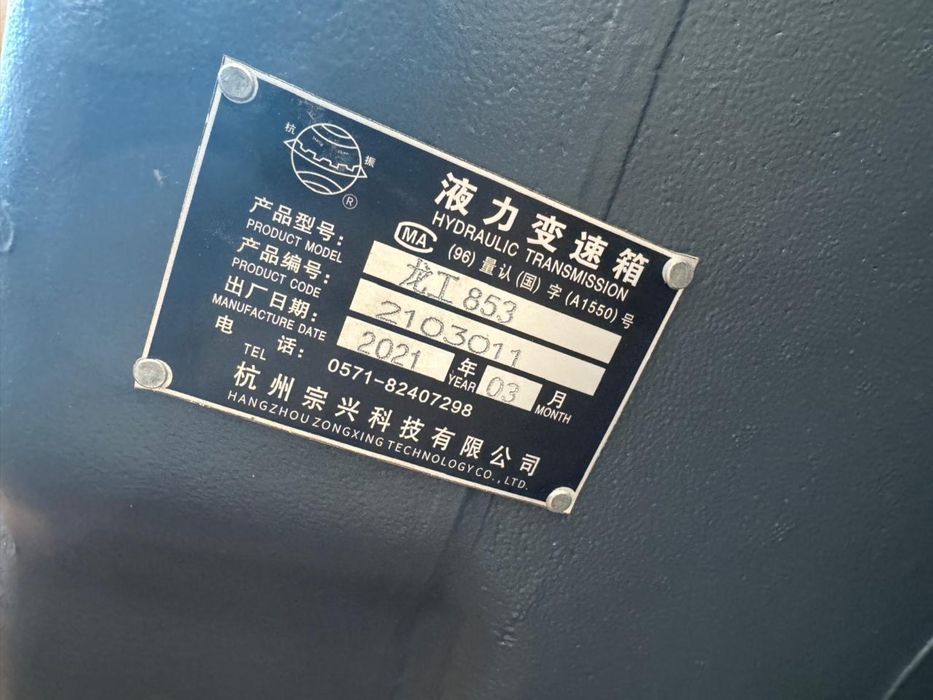 杭 振
®
液力变速箱
HYDRAULIC TRANSMISSION
MA (96) 量认 (国) 字 (A1550) 号
产品型号: 龙工 853
PRODUCT MODEL
产品编号: 2103011
PRODUCT CODE
出厂日期: 2021 年 03 月
MANUFACTURE DATE YEAR MONTH
电 话: 0571-82407298
TEL
杭州宗兴科技有限公司
HANGZHOU ZONGXING TECHNOLOGY CO., LTD.